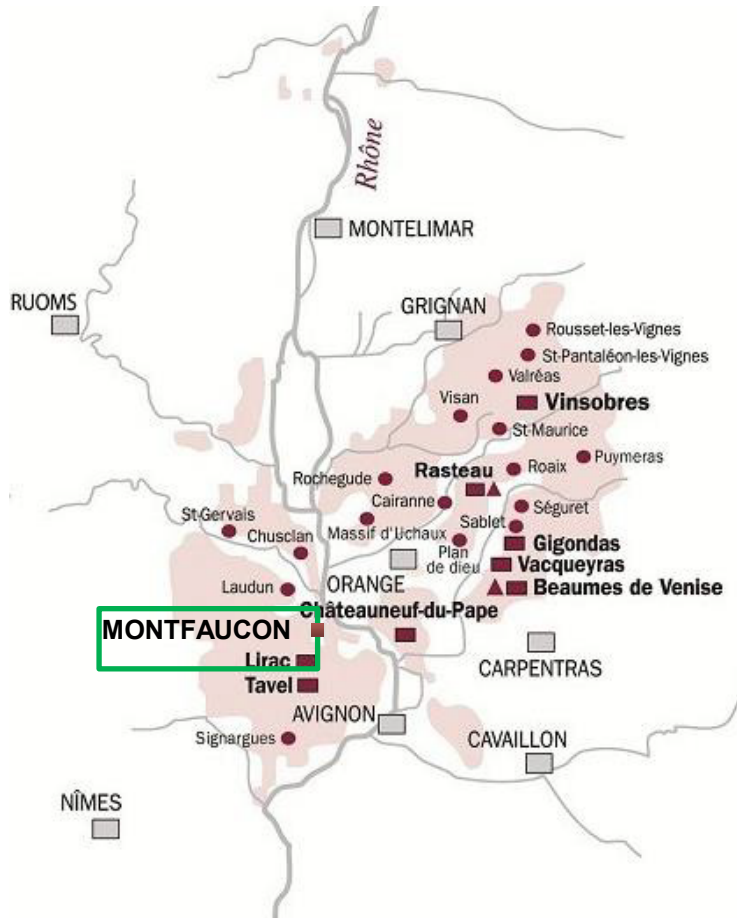 Rhône
MONTELIMAR
RUOMS
GRIGNAN
Rousset-les-Vignes
St-Pantaléon-les-Vignes
Valréas
Visan
Vinsobres
St-Maurice
Puymeras
Rasteau
Roaix
Rochegude
Cairanne
Séguret
St-Gervais
Massif d'Uchaux
Sablet
Chusclan
Plan
de dieu
Gigondas
Vacqueyras
ORANGE
Laudun
Beaumes de Venise
Châteauneuf-du-Pape
MONTFAUCON
Lirac
CARPENTRAS
Tavel
AVIGNON
Signargues
CAVAILLON
NÎMES